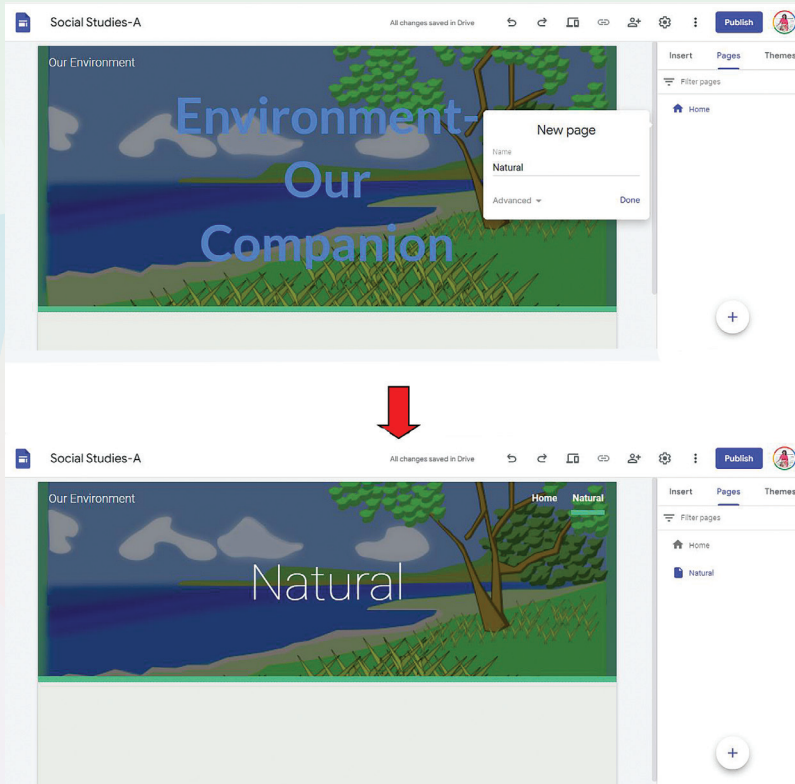 Social Studies-A
All changes saved in Drive
Publish
Our Environment
Environment-
Our
Companion
New page
Name
Natural
Advanced
Done
Insert Pages Themes
Filter pages
Home
+
Social Studies-A
All changes saved in Drive
Publish
Our Environment
Home Natural
Natural
Insert Pages Themes
Filter pages
Home
Natural
+